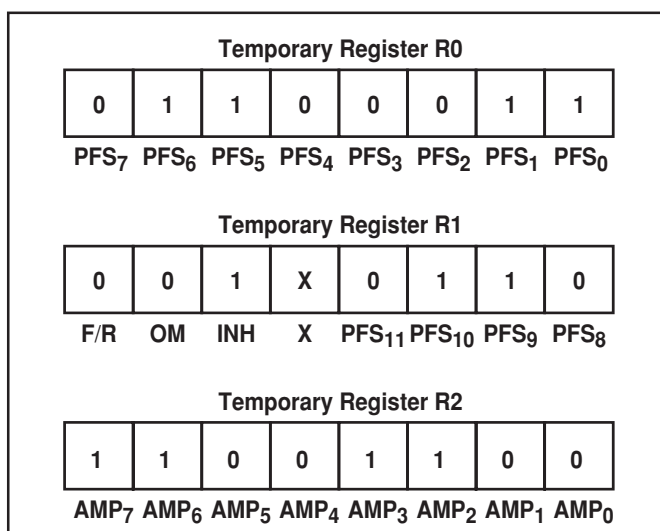 Temporary Register R0
0 1 1 0 0 0 1 1
PFS7 PFS6 PFS5 PFS4 PFS3 PFS2 PFS1 PFS0
Temporary Register R1
0 0 1 X 0 1 1 0
F/R OM INH X PFS11 PFS10 PFS9 PFS8
Temporary Register R2
1 1 0 0 1 1 0 0
AMP7 AMP6 AMP5 AMP4 AMP3 AMP2 AMP1 AMP0